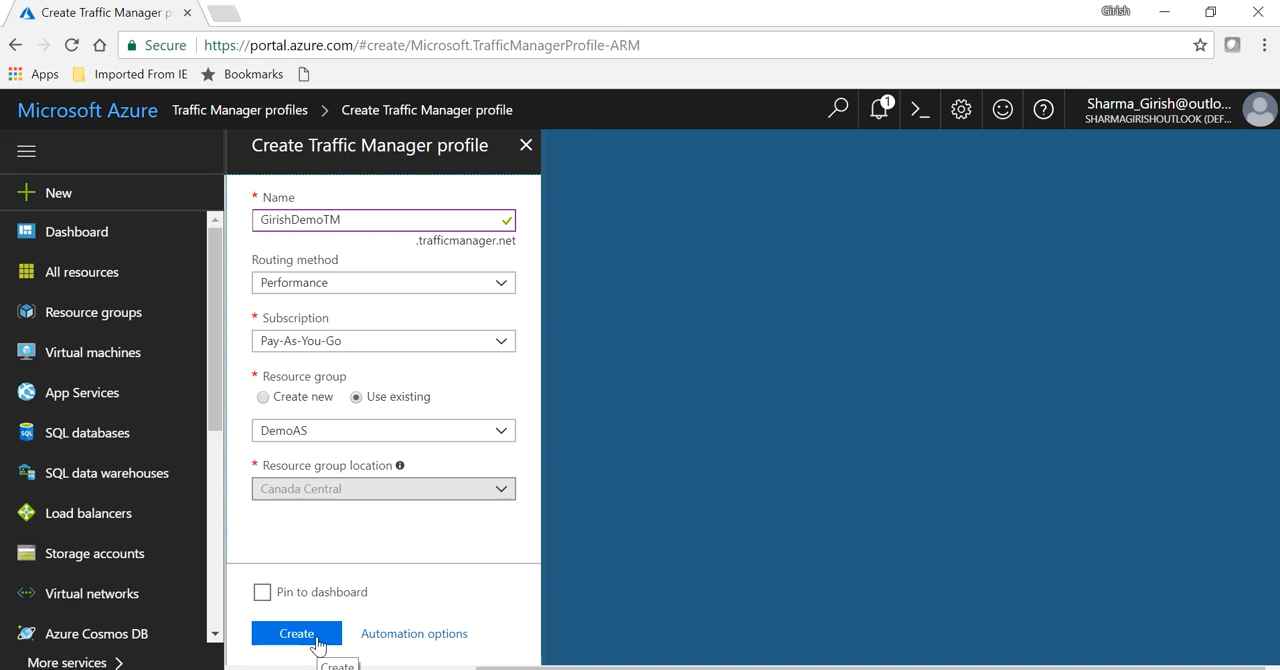 Create Traffic Manager p
Girish
Secure https://portal.azure.com/#create/Microsoft.TrafficManagerProfile-ARM
Apps Imported From IE Bookmarks
Microsoft Azure Traffic Manager profiles > Create Traffic Manager profile 1 Sharma_Girish@outlo...
SHARMAGIRISHOUTLOOK (DEF...
Create Traffic Manager profile
New
Dashboard
All resources
Resource groups
Virtual machines
App Services
SQL databases
SQL data warehouses
Load balancers
Storage accounts
Virtual networks
Azure Cosmos DB
More services >
* Name
GirishDemoTM
.trafficmanager.net
Routing method
Performance
* Subscription
Pay-As-You-Go
* Resource group
Create new Use existing
DemoAS
* Resource group location
Canada Central
Pin to dashboard
Create Automation options
Create